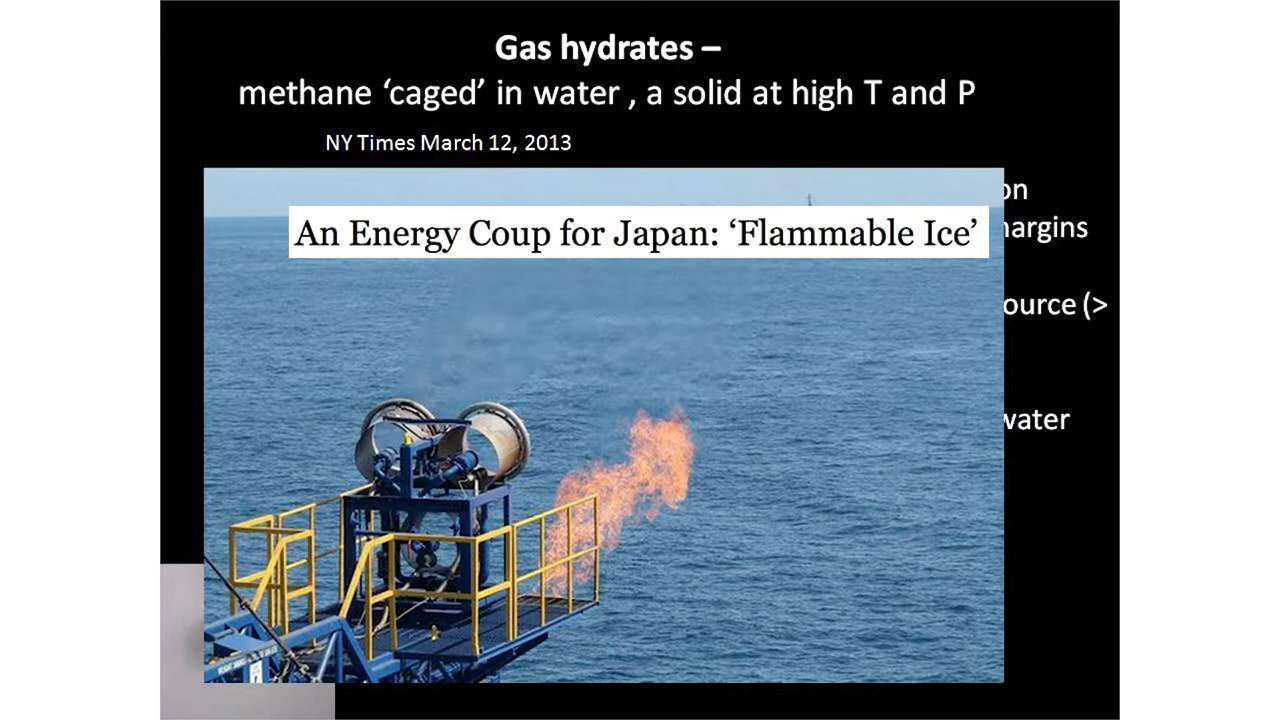 Gas hydrates –
methane ‘caged’ in water , a solid at high T and P
NY Times March 12, 2013
on
An Energy Coup for Japan: ‘Flammable Ice’
argins
ource (>
water